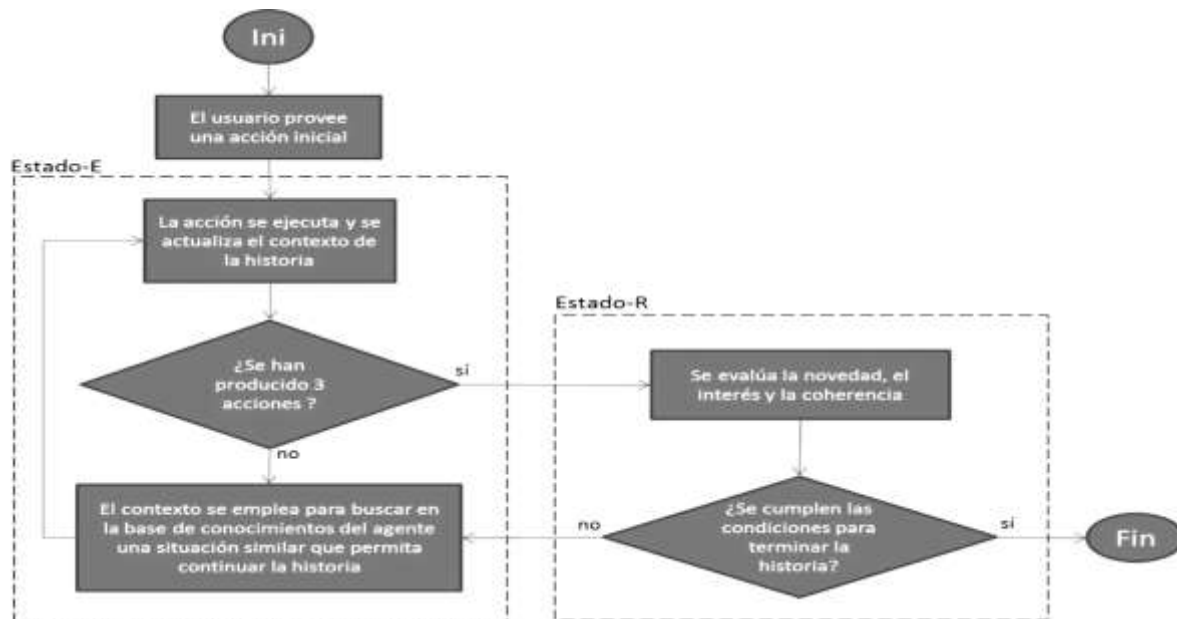 Ini
El usuario provee
una acción inicial
Estado-E
La acción se ejecuta y se
actualiza el contexto de
la historia
Estado-R
¿Se han
producido 3
acciones ?
sí
Se evalúa la novedad, el
interés y la coherencia
no
El contexto se emplea para buscar en
la base de conocimientos del agente
una situación similar que permita
continuar la historia
no
¿Se cumplen las
condiciones para
terminar la
historia?
sí
Fin